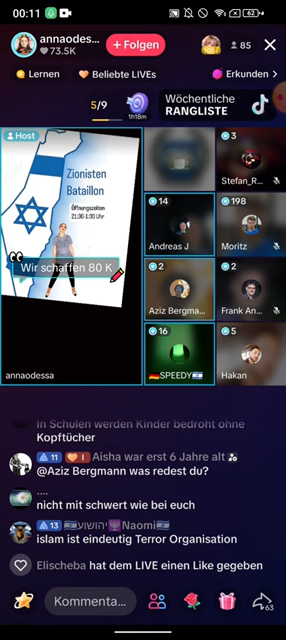 00:11
annaodes...
73.5K
+ Folgen
85
Lernen
Beliebte LIVEs
Erkunden
5/9
1h18m
Wöchentliche
RANGLISTE
Host
Zionisten
Bataillon
Öffnungszeiten
21:30-1:30 Uhr
Wir schaffen 80 K
annaodessa
3
Stefan_R...
14
Andreas J
198
Moritz
2
Aziz Bergma...
2
Frank An...
16
🇩🇪SPEEDY🇮🇱
5
Hakan
In Schulen werden Kinder bedroht ohne
Kopftücher
11 I Aisha war erst 6 Jahre alt
@Aziz Bergmann was redest du?
....
nicht mit schwert wie bei euch
13 🇮🇱יהושוע🕎Naomi🇮🇱
islam ist eindeutig Terror Organisation
Elischeba hat dem LIVE einen Like gegeben
Kommenta...
63